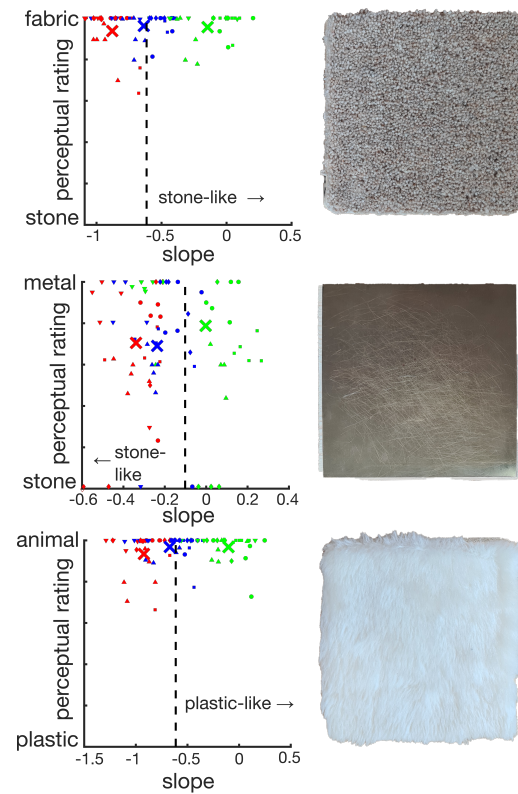 fabric
perceptual rating
stone-like →
stone
-1
-0.5
0
0.5
slope
metal
perceptual rating
← stone-
like
stone
-0.6
-0.4
-0.2
0
0.2
0.4
slope
animal
perceptual rating
plastic-like →
plastic
-1.5
-1
-0.5
0
0.5
slope